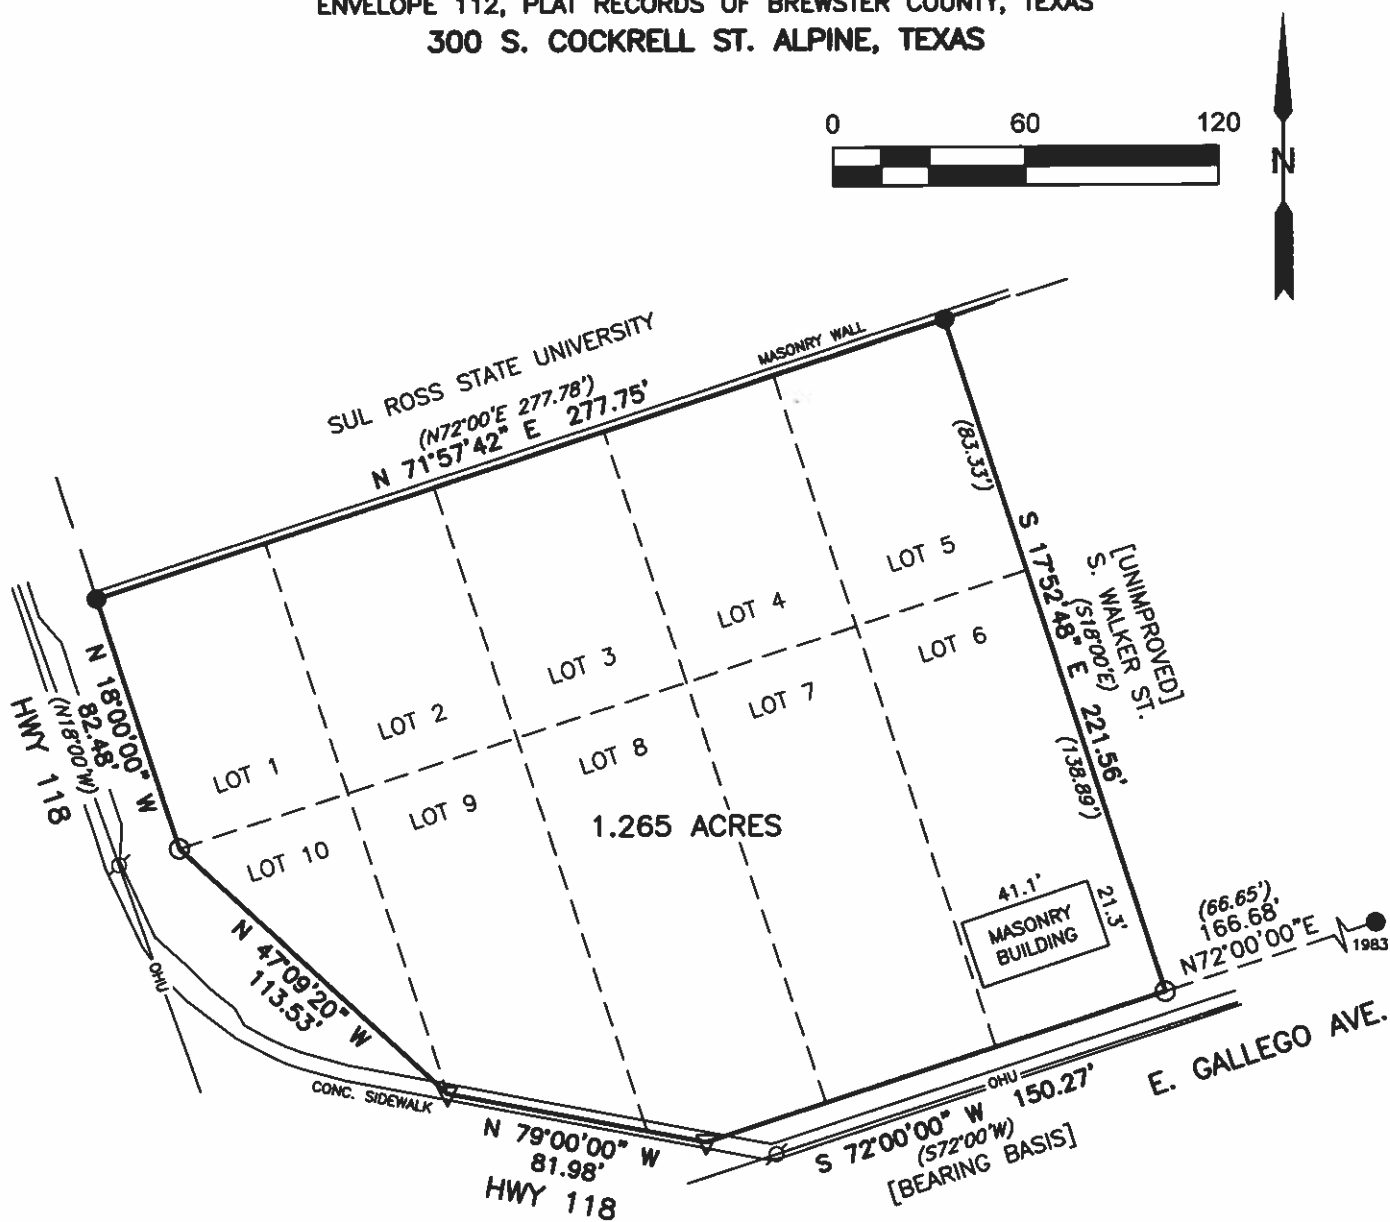 ENVELOPE 112, PLAT RECORDS OF BREWSTER COUNTY, TEXAS
300 S. COCKRELL ST. ALPINE, TEXAS
0 60 120
N
SUL ROSS STATE UNIVERSITY
(N72°00'E 277.78')
N 71°57'42" E 277.75'
MASONRY WALL
(83.33')
S 17°52'48" E 221.56'
(S18°00'E)
S. WALKER ST.
[UNIMPROVED]
(138.89')
LOT 5
LOT 4
LOT 3
LOT 2
LOT 1
LOT 6
LOT 7
LOT 8
LOT 9
LOT 10
1.265 ACRES
N 18°00'00" W
82.48'
(N18°00'W)
HWY 118
41.1'
21.3'
MASONRY
BUILDING
(66.65')
166.68'
N72°00'00"E
1983
N 47°09'20" W
113.53'
OHU
CONC. SIDEWALK
N 79°00'00" W
81.98'
HWY 118
OHU
S 72°00'00" W 150.27'
(S72°00'W)
[BEARING BASIS]
E. GALLEGO AVE.